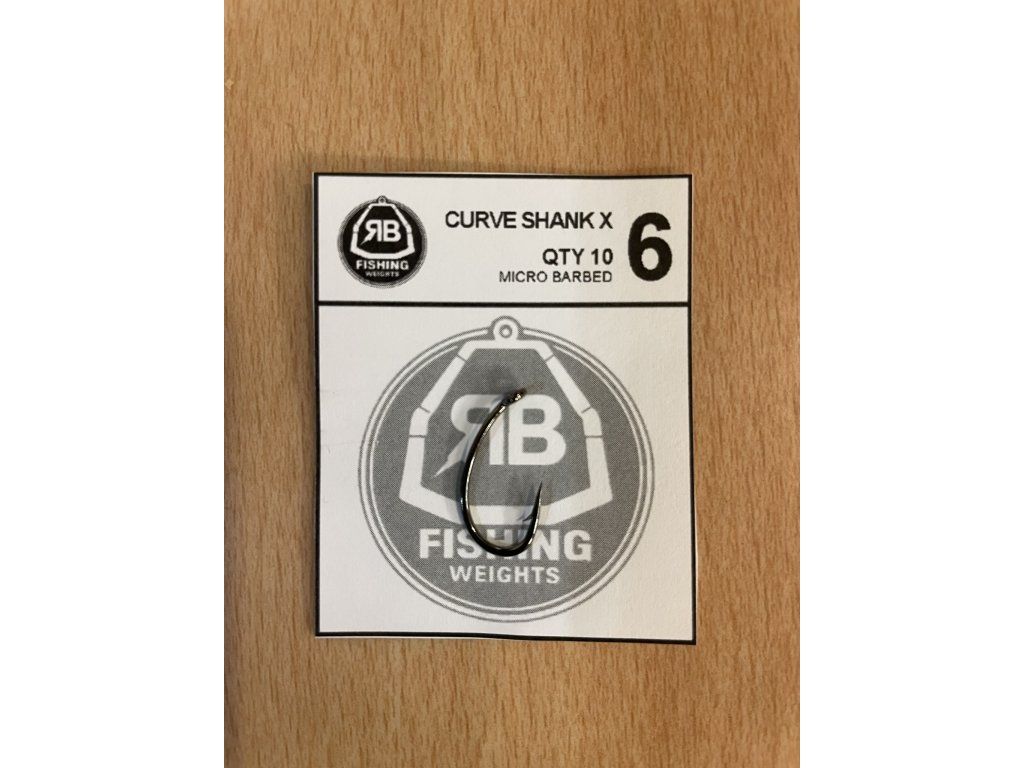 RB
FISHING
WEIGHTS
CURVE SHANK X
QTY 10
MICRO BARBED
6
RB
FISHING
WEIGHTS